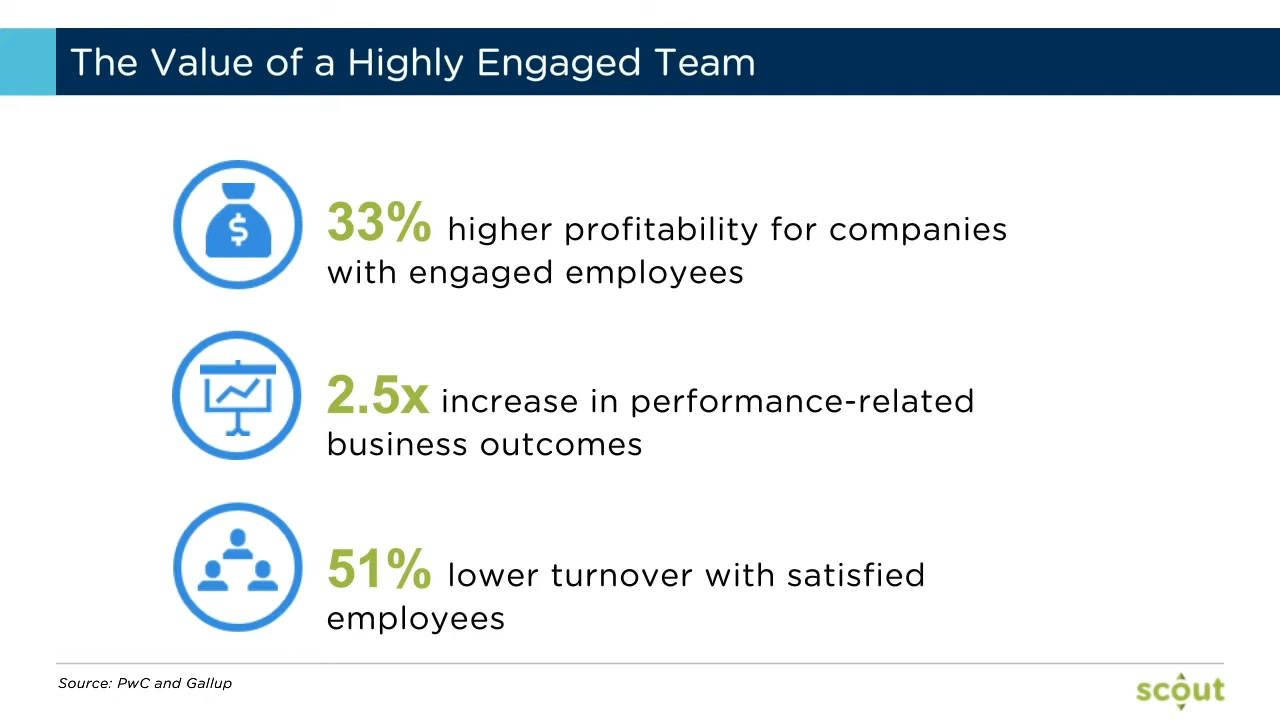 The Value of a Highly Engaged Team
$
33% higher profitability for companies
with engaged employees
2.5x increase in performance-related
business outcomes
51% lower turnover with satisfied
employees
Source: PwC and Gallup
scout